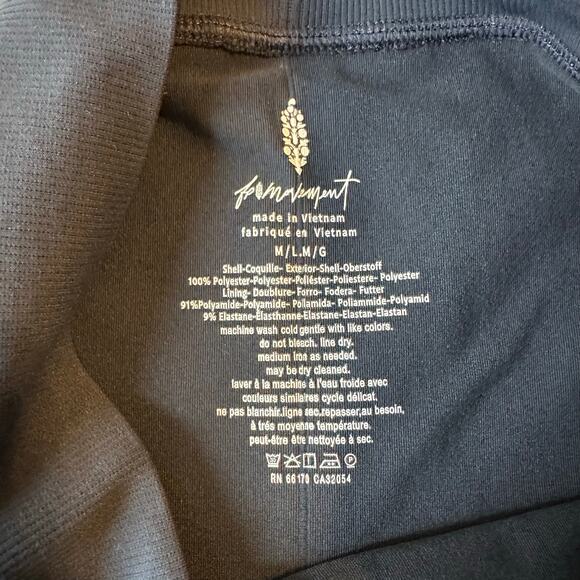 fp movement
made in Vietnam
fabriqué en Vietnam
M/L.M/G
Shell-Coquille- Exterior-Shell-Oberstoff
100% Polyester-Polyester-Poliéster-Poliestere- Polyester
Lining- Doublure- Forro- Fodera- Futter
91%Polyamide-Polyamide- Poliamida- Poliammide-Polyamid
9% Elastane-Élasthanne-Elastane-Elastan-Elastan
machine wash cold gentle with like colors.
do not bleach. line dry.
medium iron as needed.
may be dry cleaned.
laver à la machine à l'eau froide avec
couleurs similaires cycle délicat.
ne pas blanchir.ligne sec.repasser,au besoin,
à trés moyense température.
peut-être être nettoyée à sec.
RN 66170 CA32054